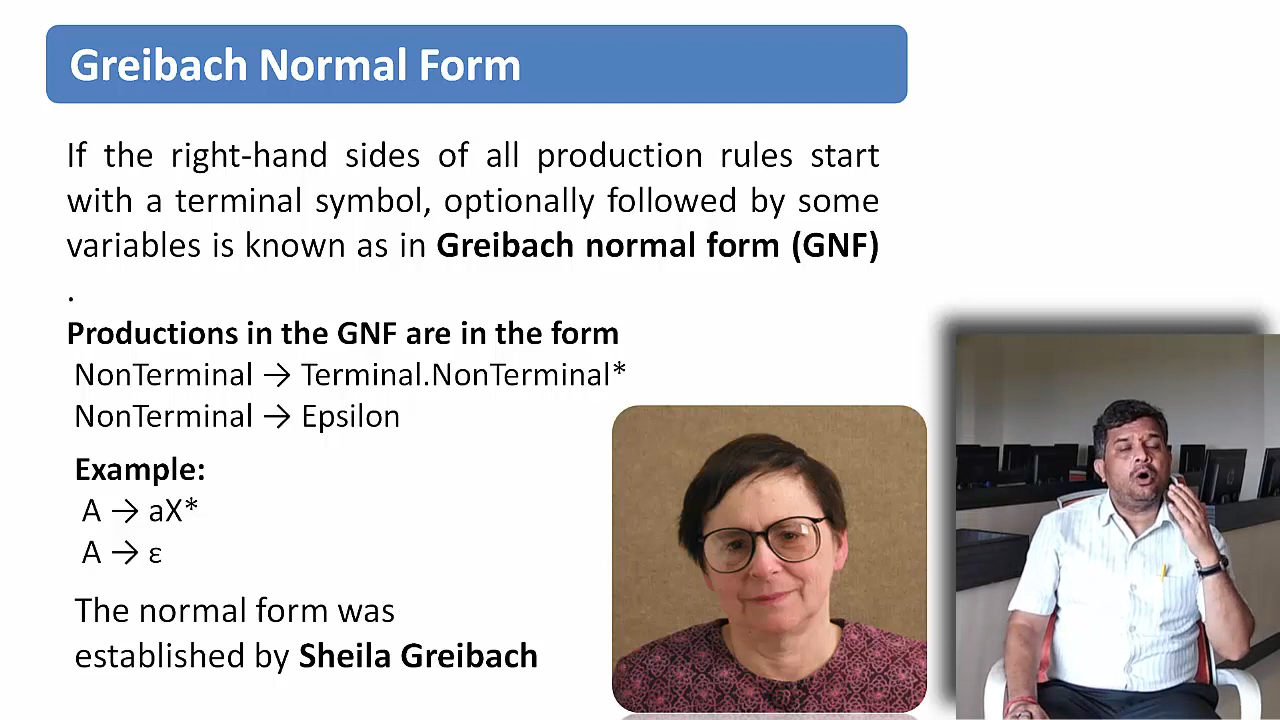 Greibach Normal Form
If the right-hand sides of all production rules start
with a terminal symbol, optionally followed by some
variables is known as in Greibach normal form (GNF)
.
Productions in the GNF are in the form
NonTerminal → Terminal.NonTerminal*
NonTerminal → Epsilon
Example:
A → aX*
A → ε
The normal form was
established by Sheila Greibach